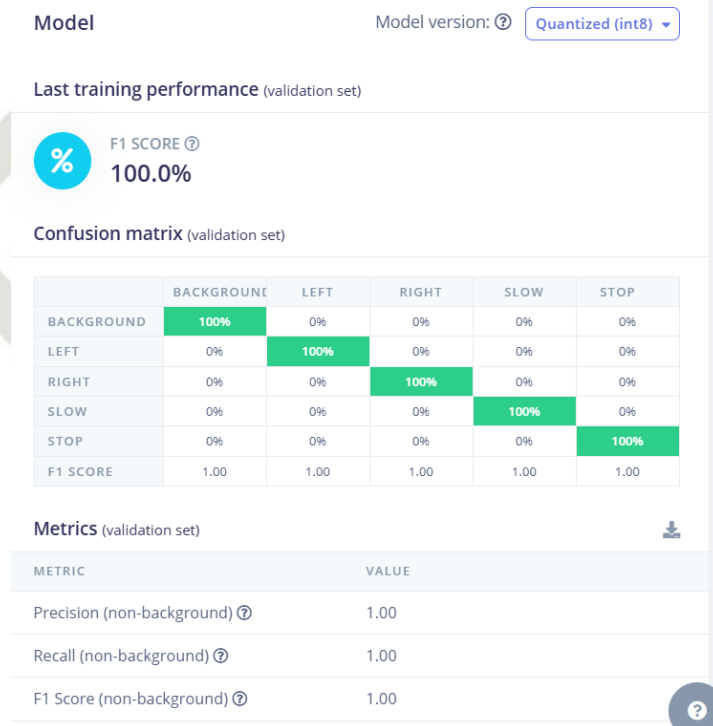 Model Model version: Quantized (int8)
Last training performance (validation set)
% F1 SCORE
100.0%
Confusion matrix (validation set)
BACKGROUND LEFT RIGHT SLOW STOP
BACKGROUND 100% 0% 0% 0% 0%
LEFT 0% 100% 0% 0% 0%
RIGHT 0% 0% 100% 0% 0%
SLOW 0% 0% 0% 100% 0%
STOP 0% 0% 0% 0% 100%
F1 SCORE 1.00 1.00 1.00 1.00 1.00
Metrics (validation set)
METRIC VALUE
Precision (non-background) 1.00
Recall (non-background) 1.00
F1 Score (non-background) 1.00